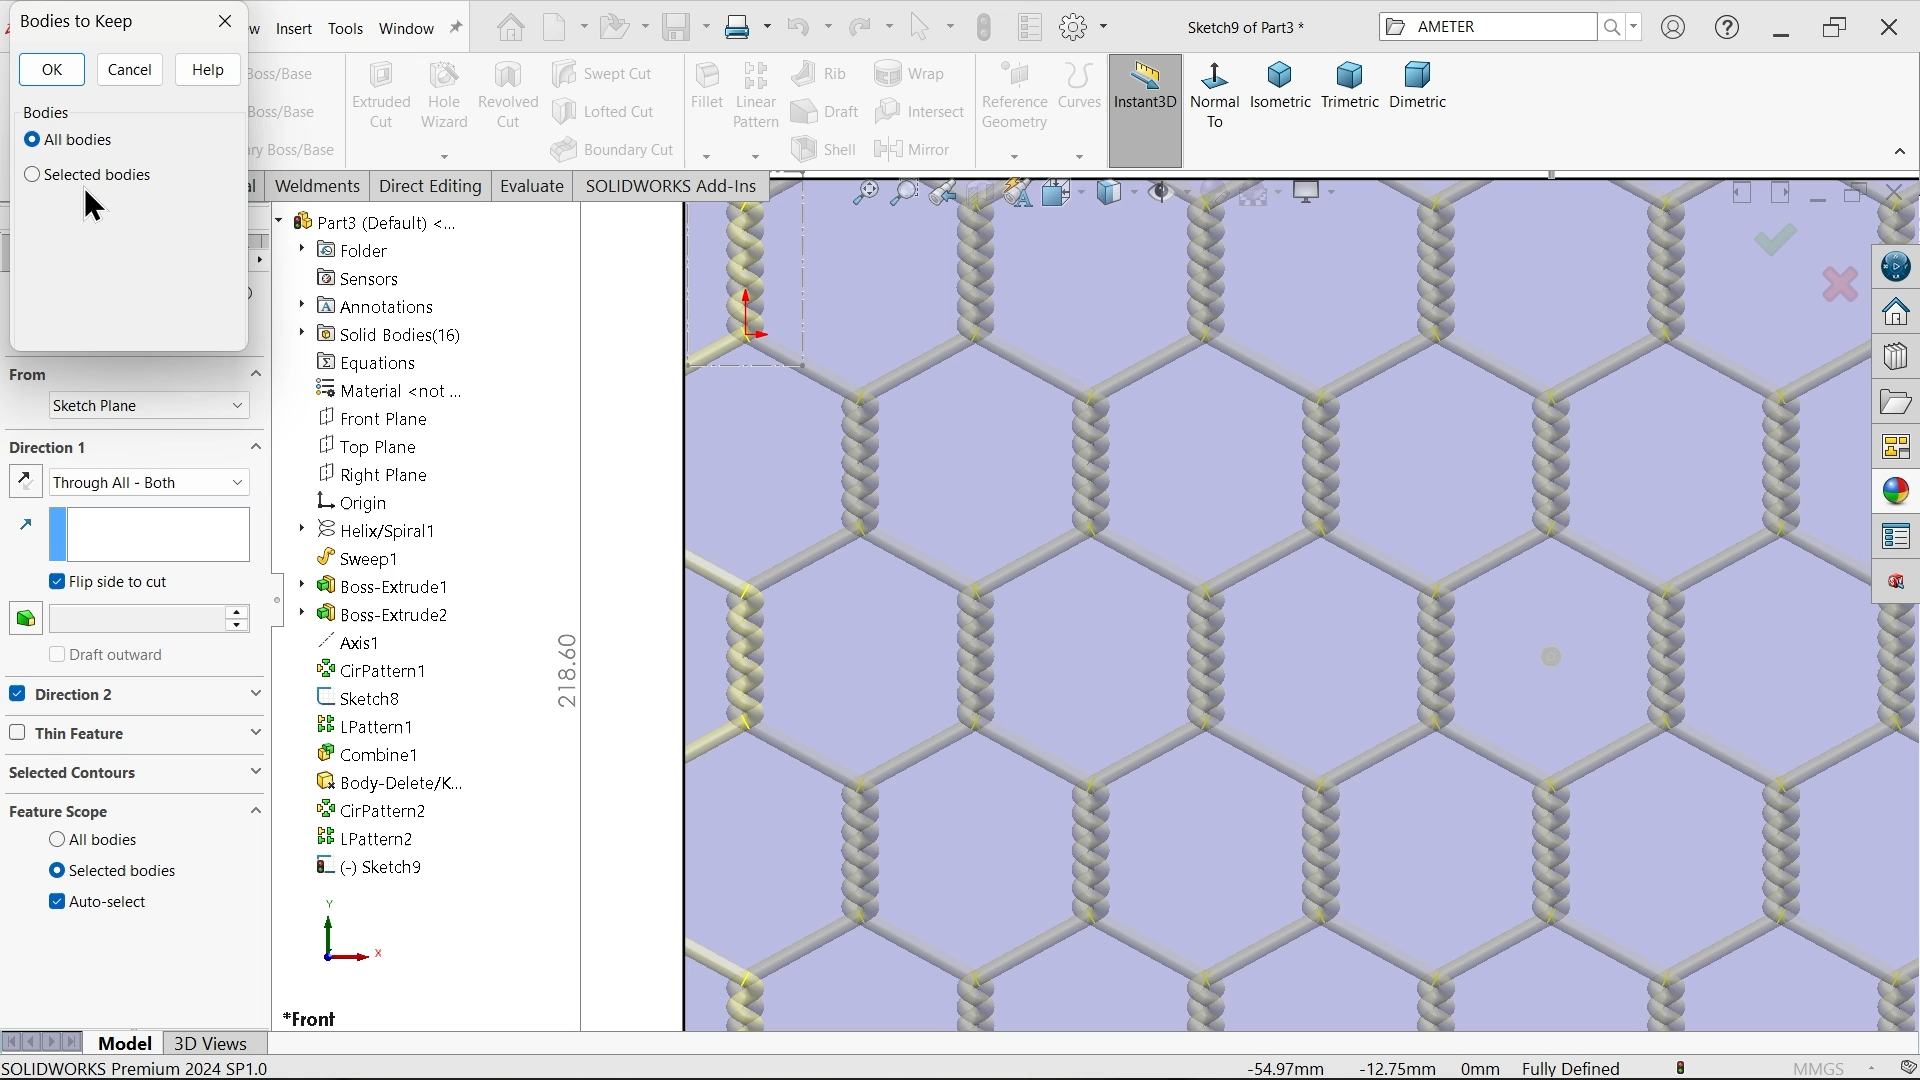 Bodies to Keep
Insert Tools Window
Sketch9 of Part3 *
AMETER
OK Cancel Help
Bodies
All bodies
Selected bodies
Boss/Base
Boss/Base
ry Boss/Base
Extruded Cut
Hole Wizard
Revolved Cut
Swept Cut
Lofted Cut
Boundary Cut
Fillet
Linear Pattern
Rib
Draft
Shell
Wrap
Intersect
Mirror
Reference Geometry
Curves
Instant3D
Normal To
Isometric
Trimetric
Dimetric
Weldments Direct Editing Evaluate SOLIDWORKS Add-Ins
From
Sketch Plane
Direction 1
Through All - Both
Flip side to cut
Draft outward
Direction 2
Thin Feature
Selected Contours
Feature Scope
All bodies
Selected bodies
Auto-select
Part3 (Default) <...
Folder
Sensors
Annotations
Solid Bodies(16)
Equations
Material <not ...
Front Plane
Top Plane
Right Plane
Origin
Helix/Spiral1
Sweep1
Boss-Extrude1
Boss-Extrude2
Axis1
CirPattern1
Sketch8
LPattern1
Combine1
Body-Delete/K...
CirPattern2
LPattern2
(-) Sketch9
218.60
Y
X
*Front
Model 3D Views
SOLIDWORKS Premium 2024 SP1.0
-54.97mm -12.75mm 0mm Fully Defined MMGS